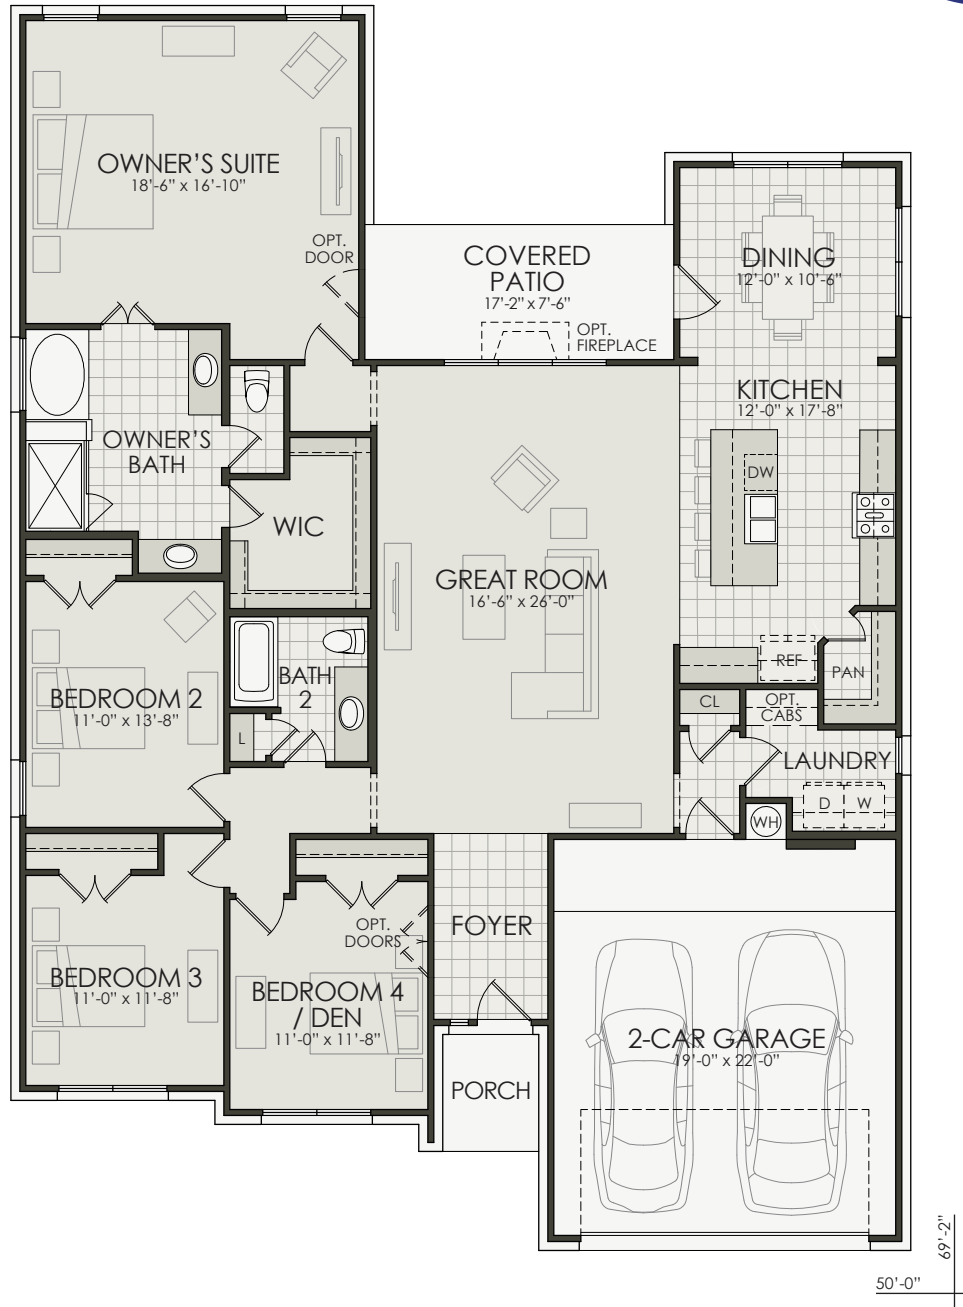 OWNER'S SUITE
18'-6" x 16'-10"
OPT.
DOOR
COVERED
PATIO
17'-2" x 7'-6"
OPT.
FIREPLACE
DINING
12'-0" x 10'-6"
KITCHEN
12'-0" x 17'-8"
OWNER'S
BATH
DW
WIC
GREAT ROOM
16'-6" x 26'-0"
BATH
2
REF
PAN
BEDROOM 2
11'-0" x 13'-8"
L
CL
OPT.
CABS
LAUNDRY
D
W
WH
OPT.
DOORS
FOYER
BEDROOM 3
11'-0" x 11'-8"
BEDROOM 4
/ DEN
11'-0" x 11'-8"
2-CAR GARAGE
19'-0" x 22'-0"
PORCH
69'-2"
50'-0"